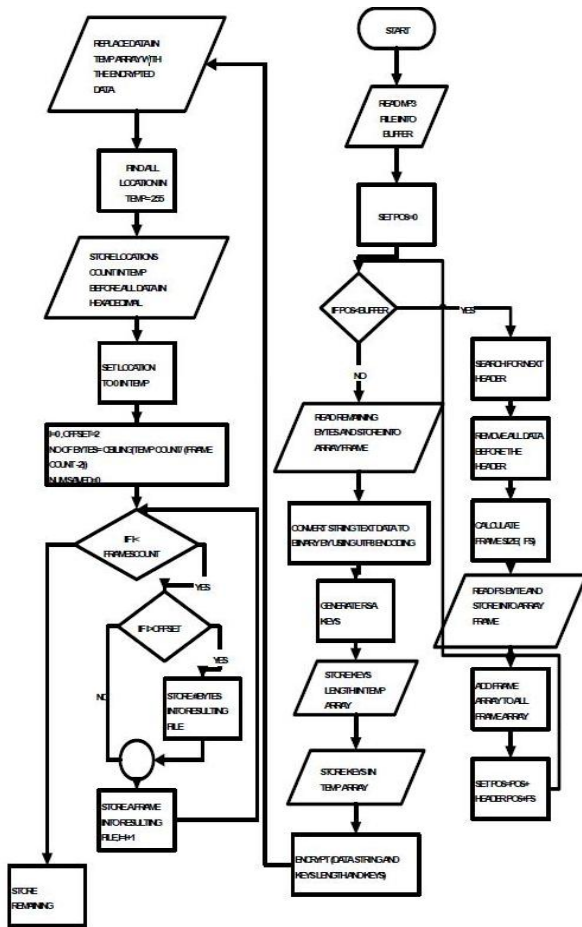 START
READ MP3
FILE INTO
BUFFER
SET POS=0
IF POS<BUFFER
YES
NO
SEARCH FOR NEXT
HEADER
REMOVE ALL DATA
BEFORE THE
HEADER
CALCULATE
FRAME SIZE( FS)
READ FS BYTE AND
STORE INTO ARRAY
FRAME
ADD FRAME
ARRAY TO ALL
FRAME ARRAY
SET POS=POS+
HEADER POS+FS
READ REMAINING
BYTES AND STORE INTO
ARRAY FRAME
CONVERT STRING TEXT DATA TO
BINARY BY USING UTF8 ENCODING
GENERATE RSA
KEYS
STORE KEYS
LENGTH IN TEMP
ARRAY
STORE KEYS IN
TEMP ARRAY
ENCRYPT (DATA STRING AND
KEYS LENGTH AND KEYS)
REPLACE DATA IN
TEMP ARRAY WITH
THE ENCRYPTED
DATA
FIND ALL
LOCATION IN
TEMP=255
STORE LOCATIONS
COUNT IN TEMP
BEFORE ALL DATA IN
HEXADECIMAL
SET LOCATION
TO 0 IN TEMP
I=0, OFFSET=2
NO OF BYTES= CEILING(TEMP COUNT/ (FRAME
COUNT -2))
NUM SAVED=0
IF I<
FRAMES COUNT
YES
IF I>OFFSET
YES
NO
STORE #BYTES
INTO RESULTING
FILE
STORE A FRAME
INTO RESULTING
FILE, I=I+1
STORE
REMAINING